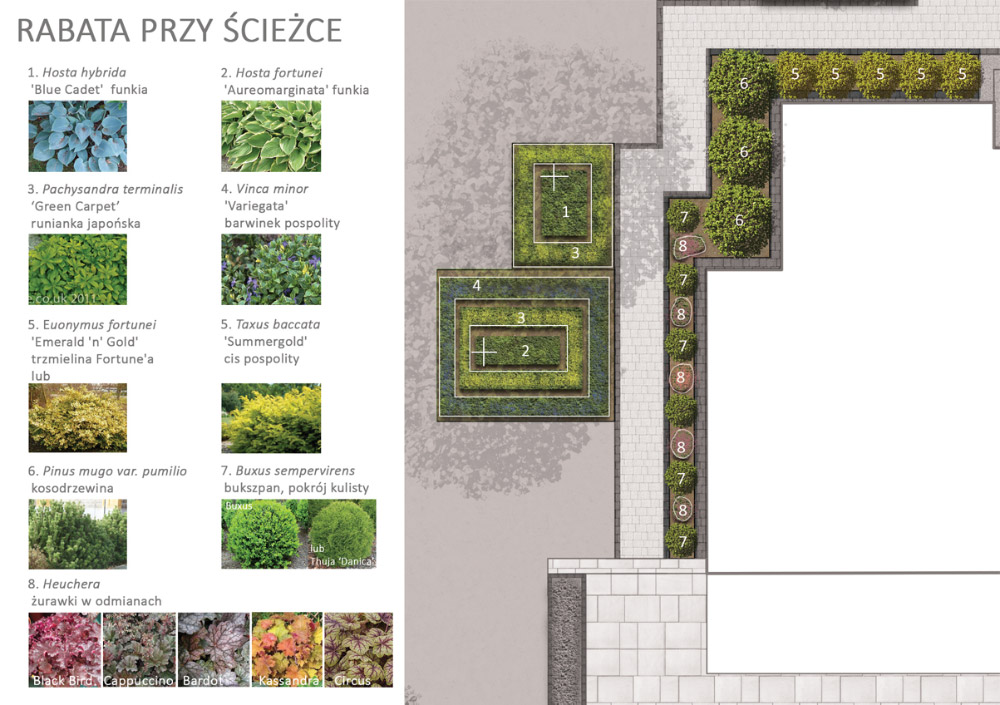 RABATA PRZY ŚCIEŻCE
1. Hosta hybrida
'Blue Cadet' funkia
2. Hosta fortunei
'Aureomarginata' funkia
3. Pachysandra terminalis
‘Green Carpet’
runianka japońska
4. Vinca minor
'Variegata'
barwinek pospolity
co.uk 2011
5. Euonymus fortunei
'Emerald 'n' Gold'
trzmielina Fortune'a
lub
5. Taxus baccata
'Summergold'
cis pospolity
6. Pinus mugo var. pumilio
kosodrzewina
7. Buxus sempervirens
bukszpan, pokrój kulisty
Buxus
lub
Thuja 'Danica'
8. Heuchera
żurawki w odmianach
Black Bird
Cappuccino
Bardot
Kassandra
Circus
6
5
5
5
5
5
6
6
1
3
4
3
2
7
8
7
8
7
8
8
7
8
7